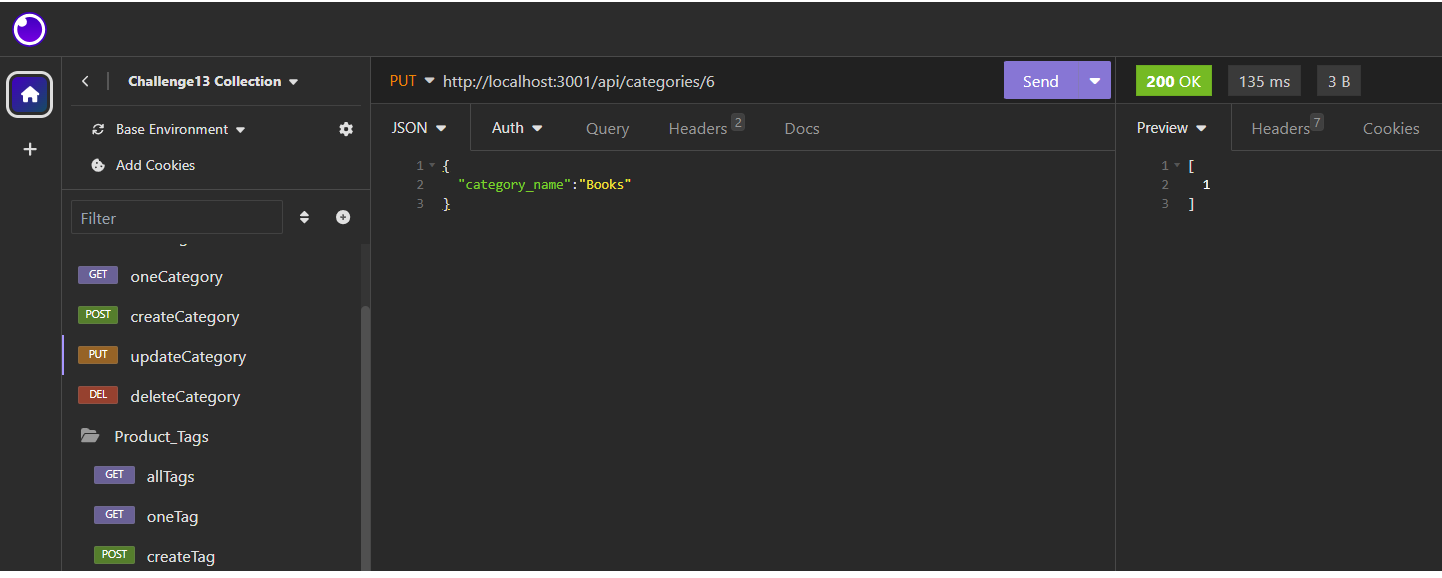 Challenge13 Collection
Base Environment
Add Cookies
Filter
GET oneCategory
POST createCategory
PUT updateCategory
DEL deleteCategory
Product_Tags
GET allTags
GET oneTag
POST createTag
PUT http://localhost:3001/api/categories/6
Send
JSON Auth Query Headers 2 Docs
1 {
2 "category_name":"Books"
3 }
200 OK 135 ms 3 B
Preview Headers 7 Cookies
1 [
2 1
3 ]